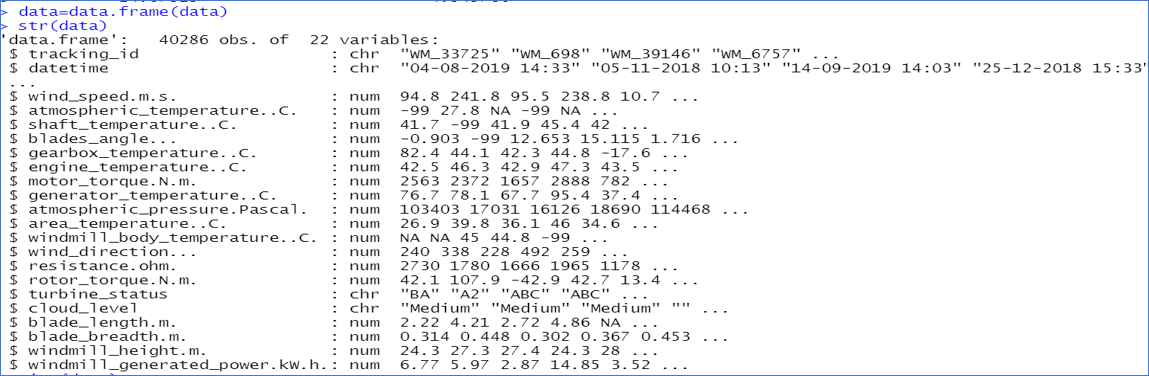 > data=data.frame(data)
> str(data)
'data.frame':   40286 obs. of  22 variables:
 $ tracking_id                  : chr  "WM_33725" "WM_698" "WM_39146" "WM_6757" ...
 $ datetime                     : chr  "04-08-2019 14:33" "05-11-2018 10:13" "14-09-2019 14:03" "25-12-2018 15:33"
...
 $ wind_speed.m.s.              : num  94.8 241.8 95.5 238.8 10.7 ...
 $ atmospheric_temperature..C.  : num  -99 27.8 NA -99 NA ...
 $ shaft_temperature..C.        : num  41.7 -99 41.9 45.4 42 ...
 $ blades_angle...              : num  -0.903 -99 12.653 15.115 1.716 ...
 $ gearbox_temperature..C.      : num  82.4 44.1 42.3 44.8 -17.6 ...
 $ engine_temperature..C.       : num  42.5 46.3 42.9 47.3 43.5 ...
 $ motor_torque.N.m.            : num  2563 2372 1657 2888 782 ...
 $ generator_temperature..C.    : num  76.7 78.1 67.7 95.4 37.4 ...
 $ atmospheric_pressure.Pascal. : num  103403 17031 16126 18690 114468 ...
 $ area_temperature..C.         : num  26.9 39.8 36.1 46 34.6 ...
 $ windmill_body_temperature..C. : num  NA NA 45 44.8 -99 ...
 $ wind_direction...            : num  240 338 228 492 259 ...
 $ resistance.ohm.              : num  2730 1780 1666 1965 1178 ...
 $ rotor_torque.N.m.            : num  42.1 107.9 -42.9 42.7 13.4 ...
 $ turbine_status               : chr  "BA" "A2" "ABC" "ABC" ...
 $ cloud_level                  : chr  "Medium" "Medium" "Medium" "" ...
 $ blade_length.m.              : num  2.22 4.21 2.72 4.86 NA ...
 $ blade_breadth.m.             : num  0.314 0.448 0.302 0.367 0.453 ...
 $ windmill_height.m.           : num  24.3 27.3 27.4 24.3 28 ...
 $ windmill_generated_power.kW.h.: num  6.77 5.97 2.87 14.85 3.52 ...